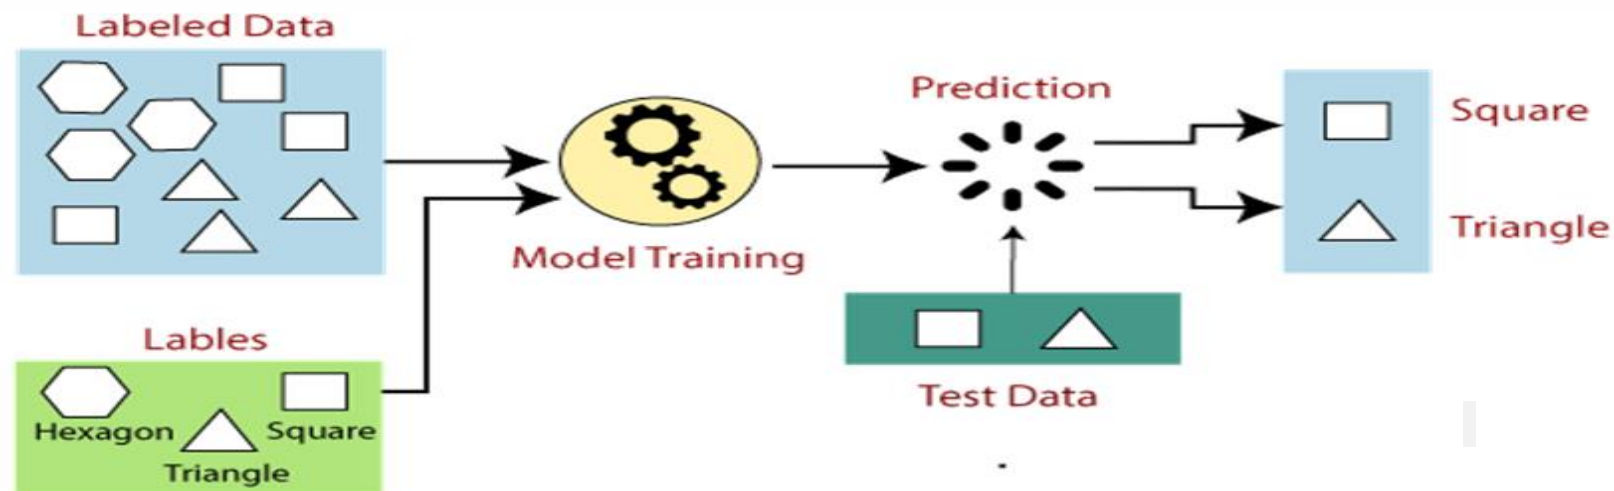 Labeled Data
Prediction
Square
Triangle
Model Training
Lables
Hexagon
Square
Triangle
Test Data